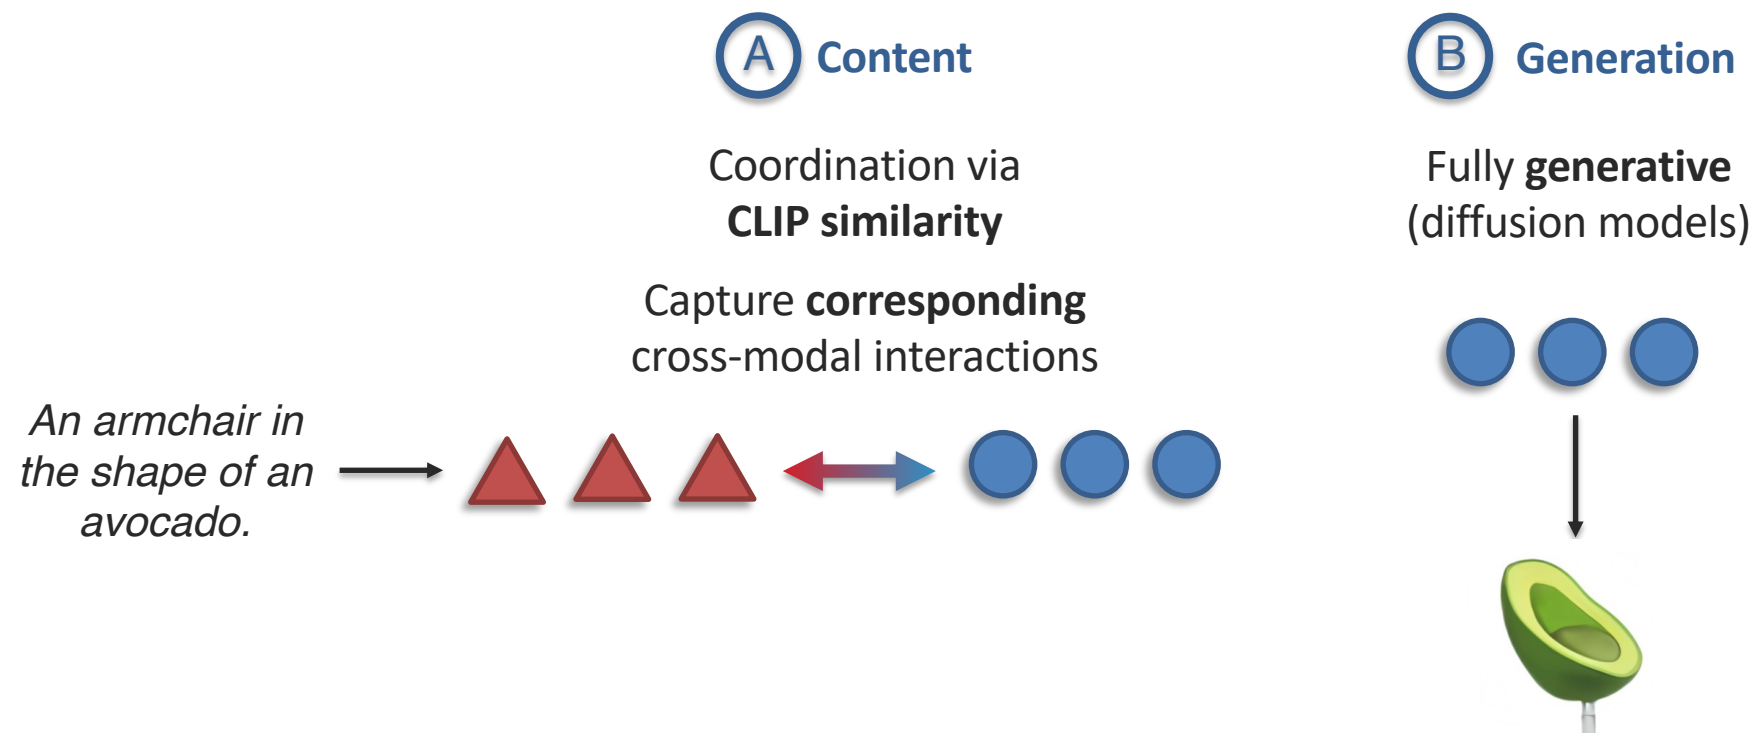 A Content
Coordination via
CLIP similarity
Capture corresponding
cross-modal interactions
An armchair in
the shape of an
avocado.
B Generation
Fully generative
(diffusion models)